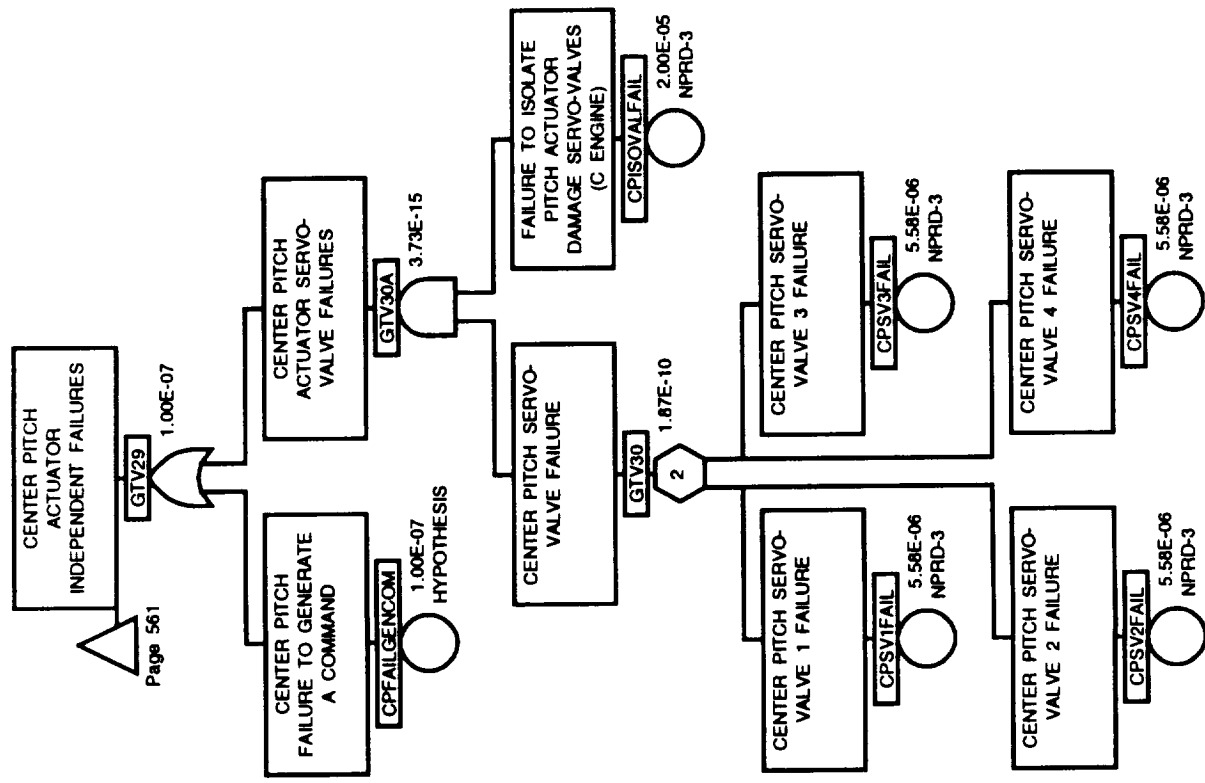 CENTER PITCH
ACTUATOR
INDEPENDENT FAILURES
Page 561
GTV29
1.00E-07
CENTER PITCH
FAILURE TO GENERATE
A COMMAND
CPFAILGENCOM
1.00E-07
HYPOTHESIS
CENTER PITCH
ACTUATOR SERVO-
VALVE FAILURES
GTV30A
3.73E-15
CENTER PITCH SERVO-
VALVE FAILURE
GTV30
1.87E-10
2
FAILURE TO ISOLATE
PITCH ACTUATOR
DAMAGE SERVO-VALVES
(C ENGINE)
CPISOVALFAIL
2.00E-05
NPRD-3
CENTER PITCH SERVO-
VALVE 1 FAILURE
CPSV1FAIL
5.58E-06
NPRD-3
CENTER PITCH SERVO-
VALVE 3 FAILURE
CPSV3FAIL
5.58E-06
NPRD-3
CENTER PITCH SERVO-
VALVE 2 FAILURE
CPSV2FAIL
5.58E-06
NPRD-3
CENTER PITCH SERVO-
VALVE 4 FAILURE
CPSV4FAIL
5.58E-06
NPRD-3